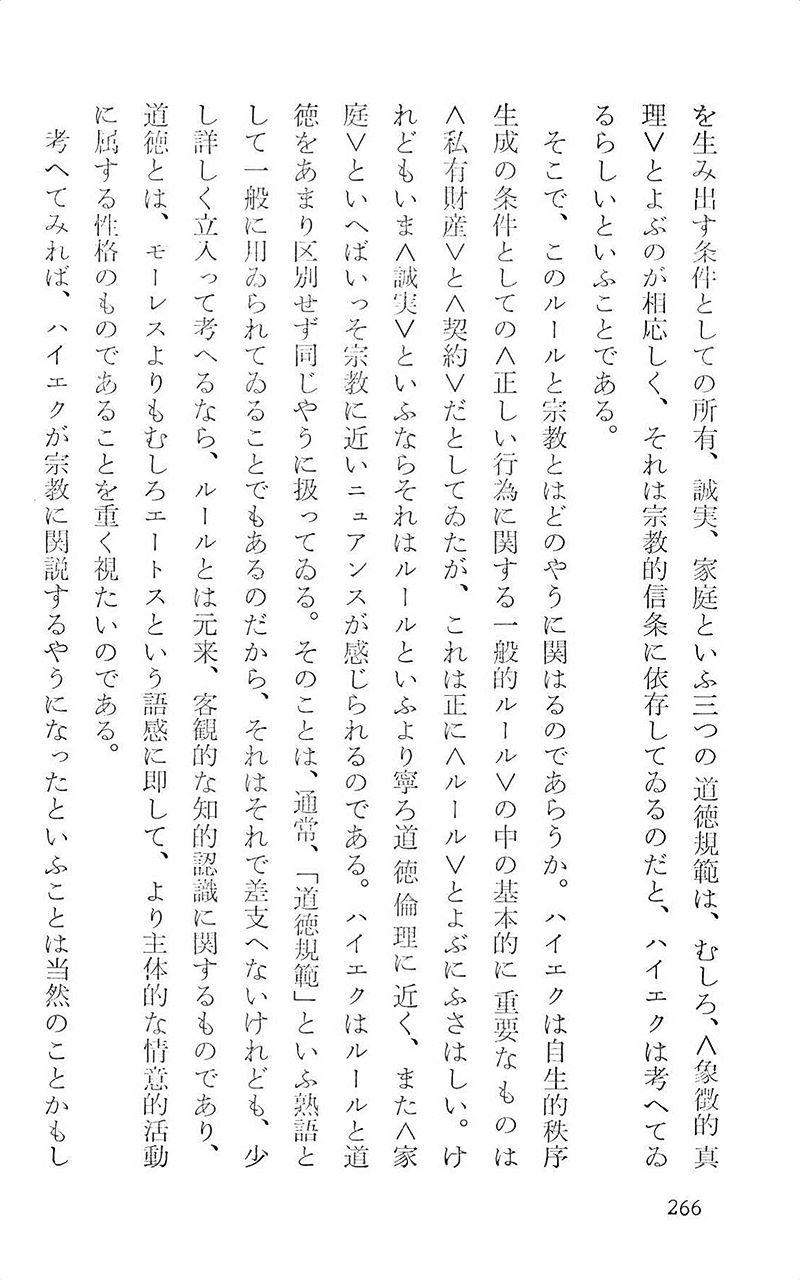 を生み出す条件としての所有、誠実、家庭といふ三つの道徳規範は、むしろ、＜象徴的真
理＞とよぶのが相応しく、それは宗教的信条に依存してゐるのだと、ハイエクは考へてゐ
るらしいといふことである。
そこで、このルールと宗教とはどのやうに関はるのであらうか。ハイエクは自生的秩序
生成の条件としての＜正しい行為に関する一般的ルール＞の中の基本的に重要なものは
＜私有財産＞と＜契約＞だとしてゐたが、これは正に＜ルール＞とよぶにふさはしい。け
れどもいま＜誠実＞といふならそれはルールといふより寧ろ道徳倫理に近く、また＜家
庭＞といへばいっそ宗教に近いニュアンスが感じられるのである。ハイエクはルールと道
徳をあまり区別せず同じやうに扱ってゐる。そのことは、通常、「道徳規範」といふ熟語と
して一般に用ゐられてゐることでもあるのだから、それはそれで差支へないけれども、少
し詳しく立入って考へるなら、ルールとは元来、客観的な知的認識に関するものであり、
道徳とは、モーレスよりもむしろエートスという語感に即して、より主体的な情意的活動
に属する性格のものであることを重く視たいのである。
考へてみれば、ハイエクが宗教に関説するやうになったといふことは当然のことかもし
266